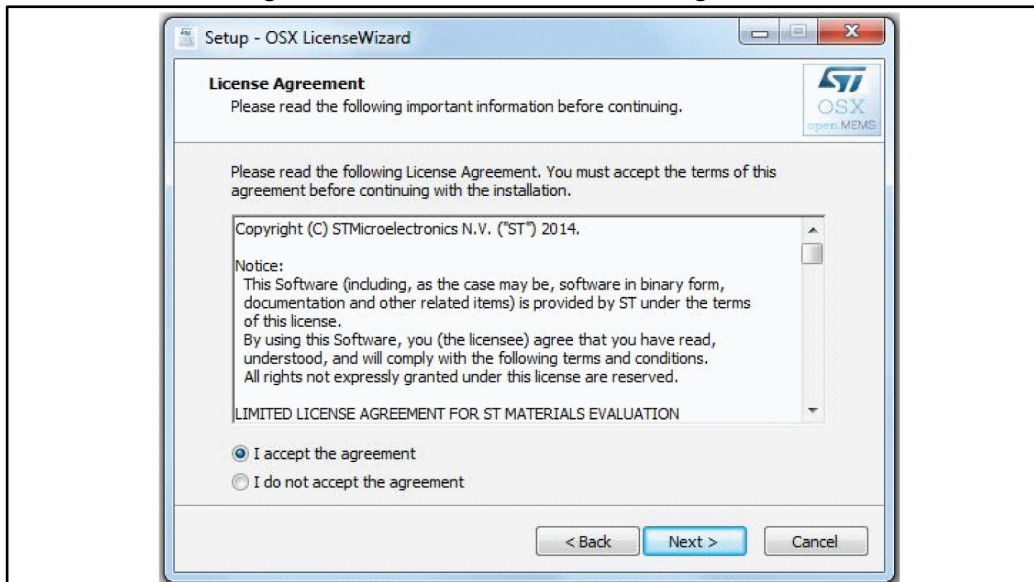 Setup - OSX LicenseWizard
License Agreement
Please read the following important information before continuing.
ST
OSX
open.MEMS
Please read the following License Agreement. You must accept the terms of this
agreement before continuing with the installation.
Copyright (C) STMicroelectronics N.V. ("ST") 2014.
Notice:
This Software (including, as the case may be, software in binary form,
documentation and other related items) is provided by ST under the terms
of this license.
By using this Software, you (the licensee) agree that you have read,
understood, and will comply with the following terms and conditions.
All rights not expressly granted under this license are reserved.
LIMITED LICENSE AGREEMENT FOR ST MATERIALS EVALUATION
I accept the agreement
I do not accept the agreement
< Back
Next >
Cancel